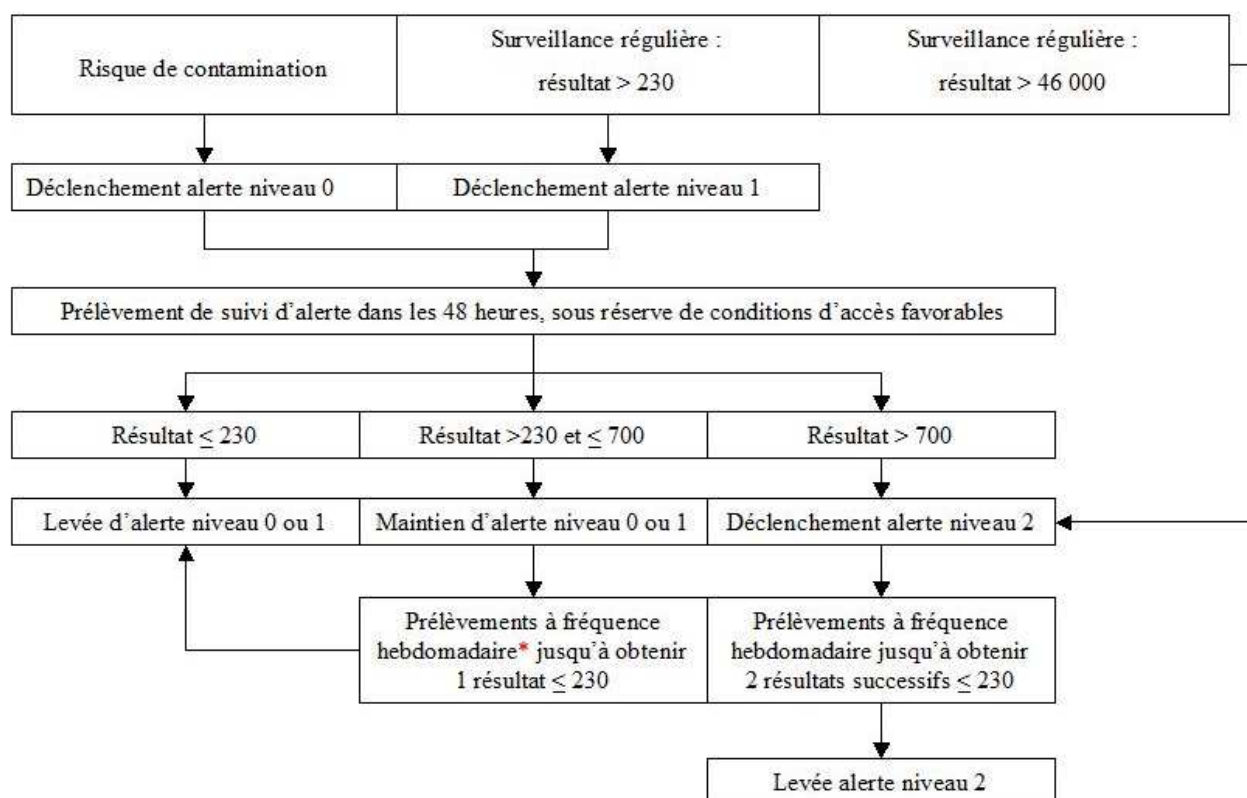 Risque de contamination
Surveillance régulière :
résultat > 230
Surveillance régulière :
résultat > 46 000
Déclenchement alerte niveau 0
Déclenchement alerte niveau 1
Prélèvement de suivi d’alerte dans les 48 heures, sous réserve de conditions d’accès favorables
Résultat ≤ 230
Résultat >230 et ≤ 700
Résultat > 700
Levée d’alerte niveau 0 ou 1
Maintien d’alerte niveau 0 ou 1
Déclenchement alerte niveau 2
Prélèvements à fréquence
hebdomadaire* jusqu’à obtenir
1 résultat ≤ 230
Prélèvements à fréquence
hebdomadaire jusqu’à obtenir
2 résultats successifs ≤ 230
Levée alerte niveau 2